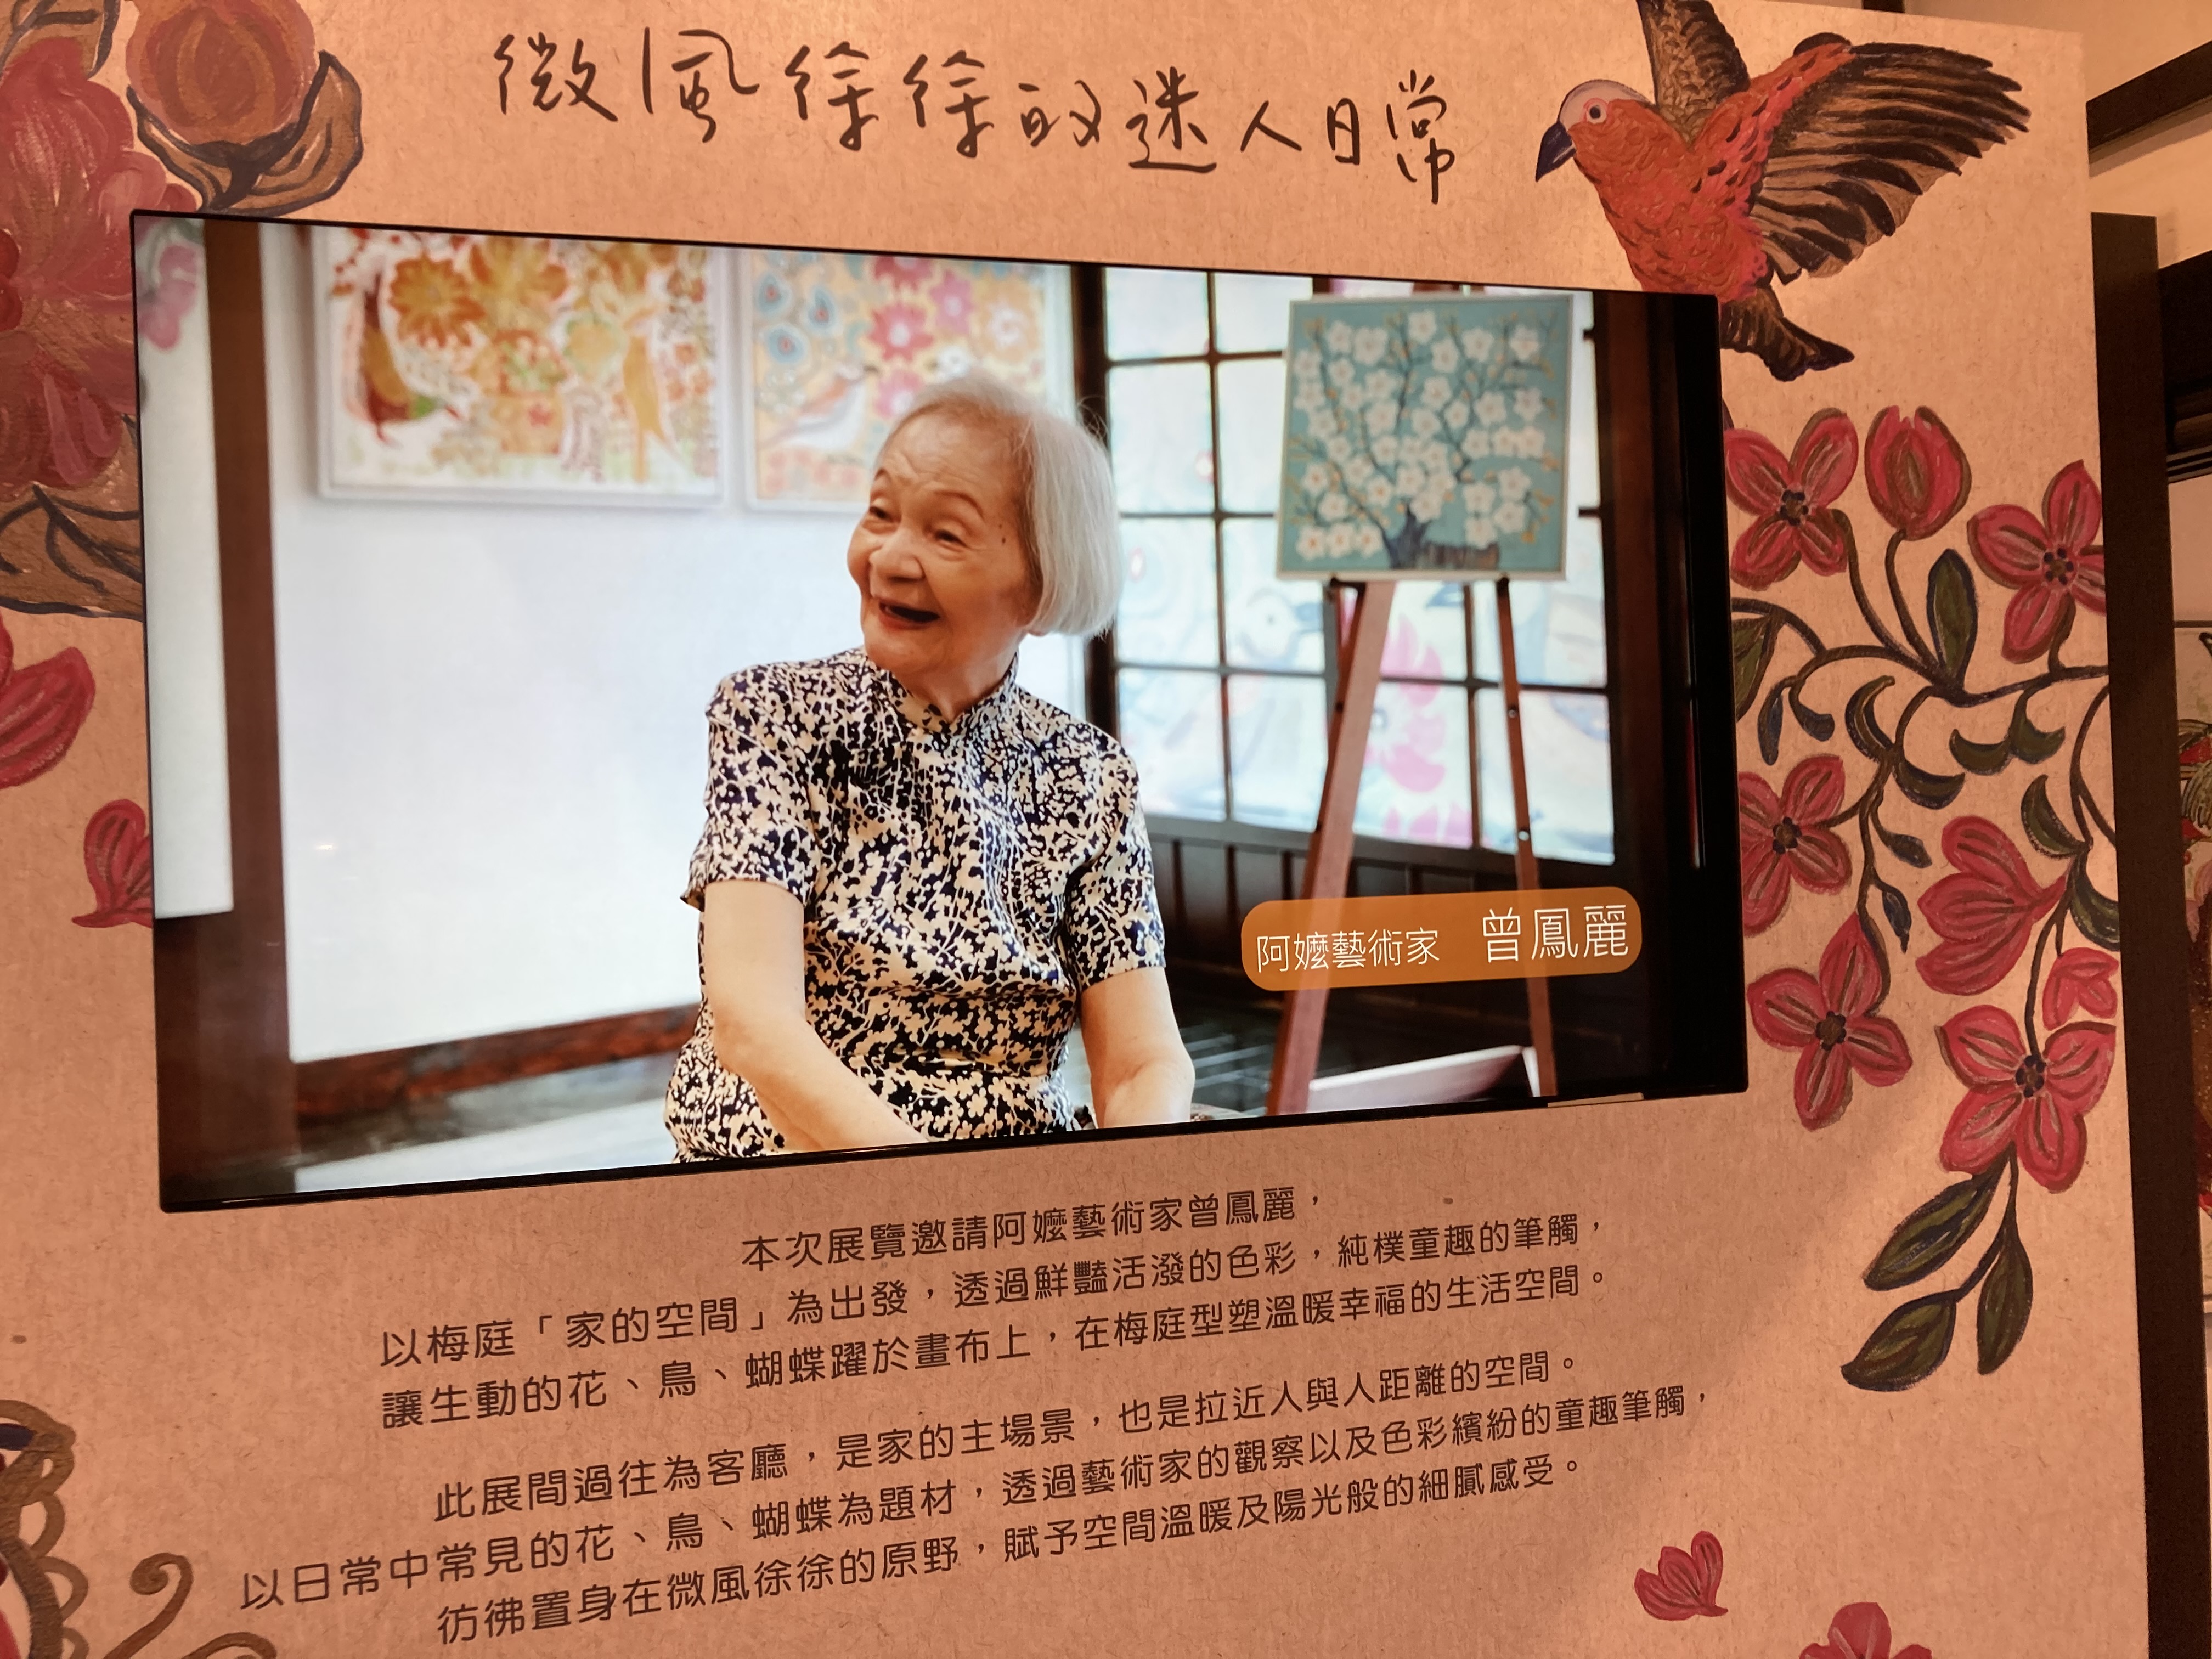 微風徐徐的迷人日常
阿嬤藝術家　曾鳳麗
本次展覽邀請阿嬤藝術家曾鳳麗，
以梅庭「家的空間」為出發，透過鮮豔活潑的色彩，純樸童趣的筆觸，
讓生動的花、鳥、蝴蝶躍於畫布上，在梅庭型塑溫暖幸福的生活空間。
此展間過往為客廳，是家的主場景，也是拉近人與人距離的空間。
以日常中常見的花、鳥、蝴蝶為題材，透過藝術家的觀察以及色彩繽紛的童趣筆觸，
彷彿置身在微風徐徐的原野，賦予空間溫暖及陽光般的細膩感受。